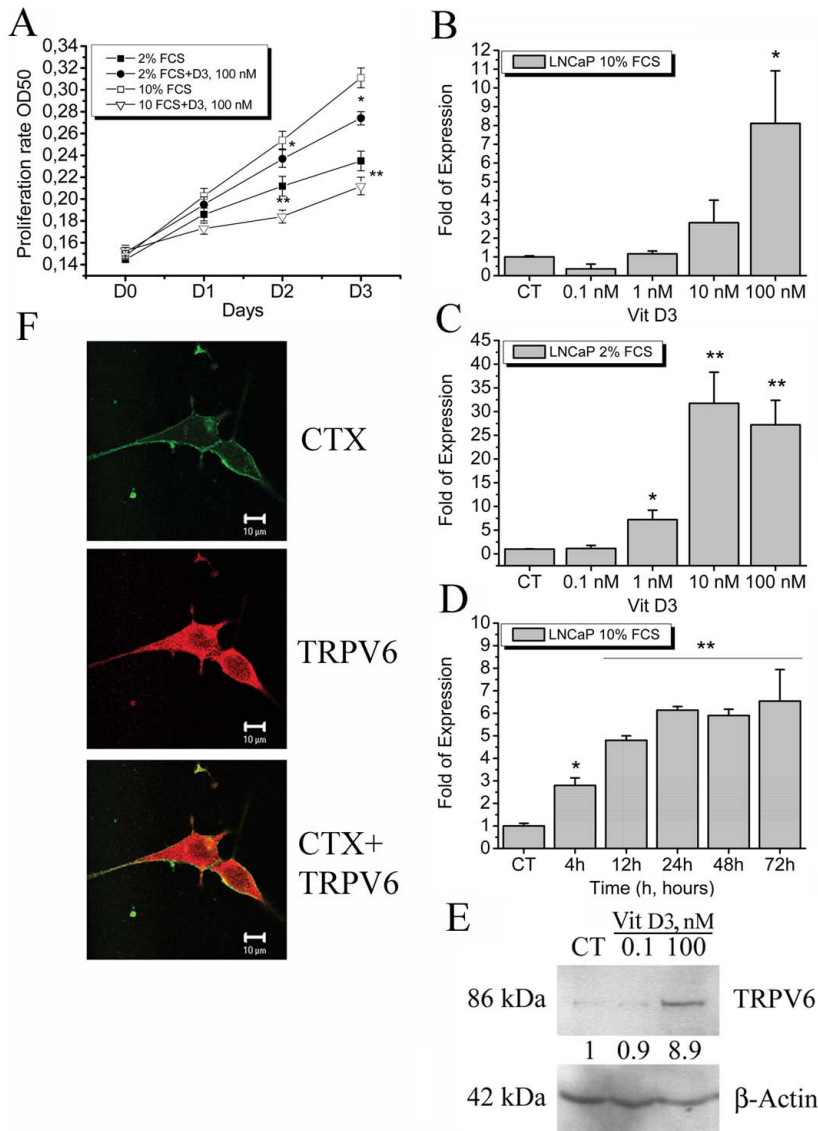 A
0,34
0,32
0,30
0,28
0,26
0,24
0,22
0,20
0,18
0,16
0,14
Proliferation rate OD50
2% FCS
2% FCS+D3, 100 nM
10% FCS
10 FCS+D3, 100 nM
*
*
**
**
D0 D1 D2 D3
Days
B
12
11
10
9
8
7
6
5
4
3
2
1
0
Fold of Expression
LNCaP 10% FCS
*
CT 0.1 nM 1 nM 10 nM 100 nM
Vit D3
C
45
40
35
30
25
20
15
10
5
0
Fold of Expression
LNCaP 2% FCS
* ** **
CT 0.1 nM 1 nM 10 nM 100 nM
Vit D3
D
10
9
8
7
6
5
4
3
2
1
0
Fold of Expression
LNCaP 10% FCS
**
*
CT 4h 12h 24h 48h 72h
Time (h, hours)
E
Vit D3, nM
CT 0.1 100
86 kDa TRPV6
1 0.9 8.9
42 kDa β-Actin
F
CTX
10 µm
TRPV6
10 µm
CTX+
TRPV6
10 µm